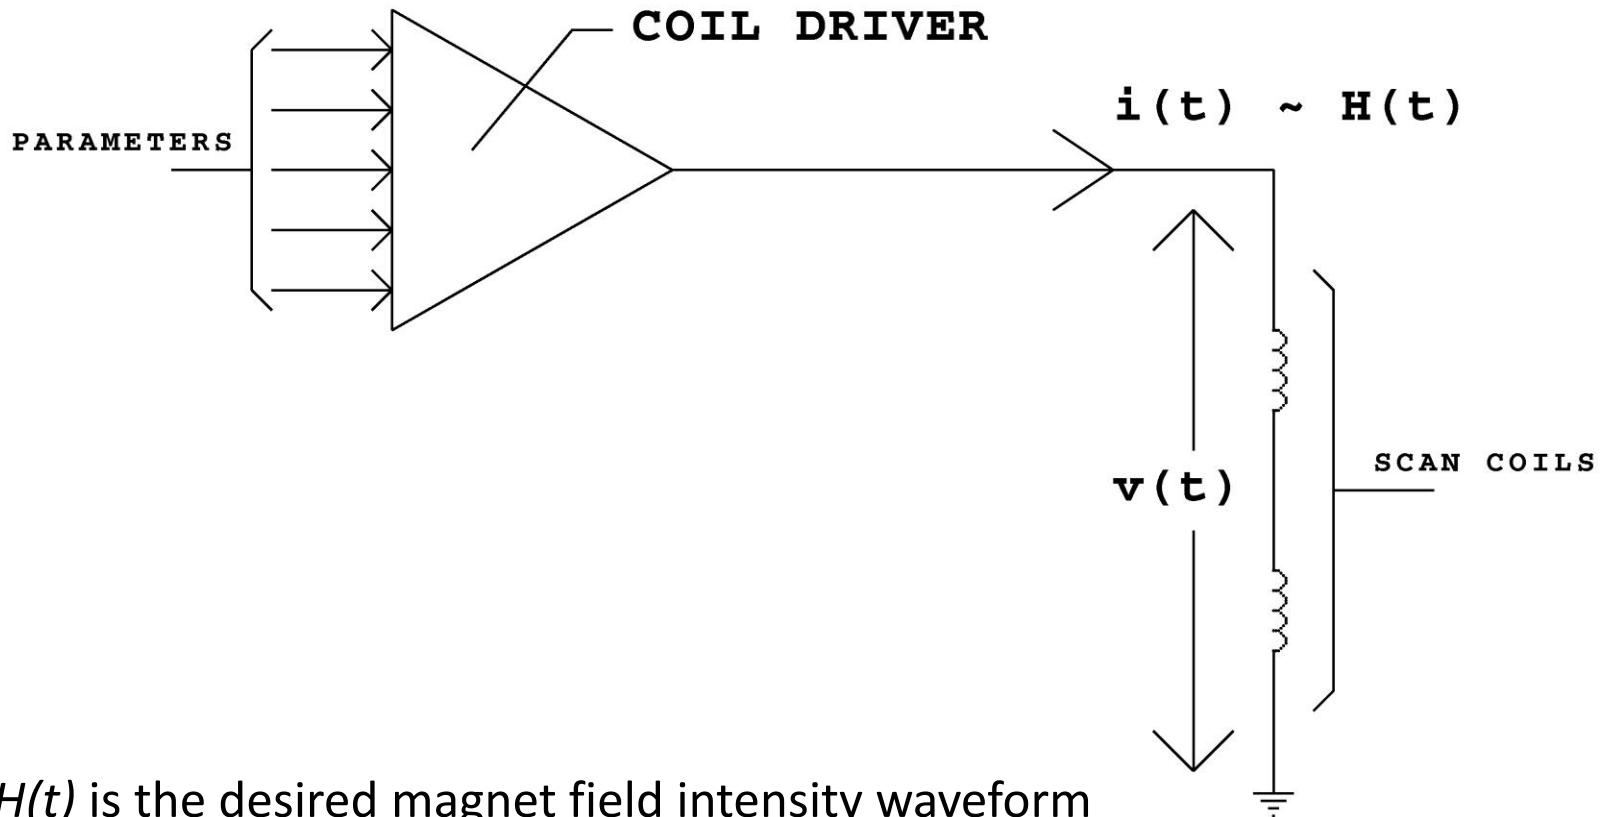 COIL DRIVER
i(t) ~ H(t)
PARAMETERS
SCAN COILS
v(t)
H(t) is the desired magnet field intensity waveform